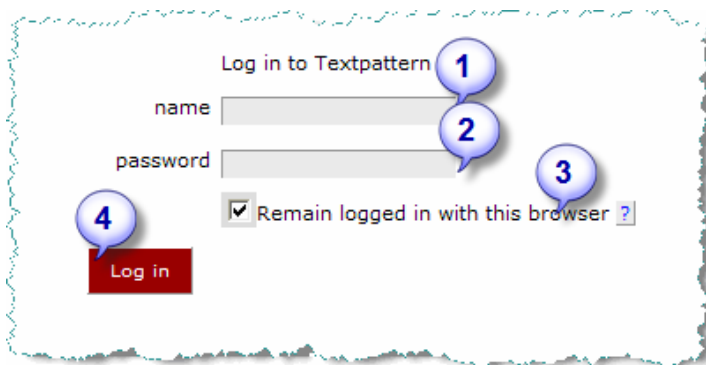 Log in to Textpattern 1
name
2
password
3
Remain logged in with this browser ?
4
Log in